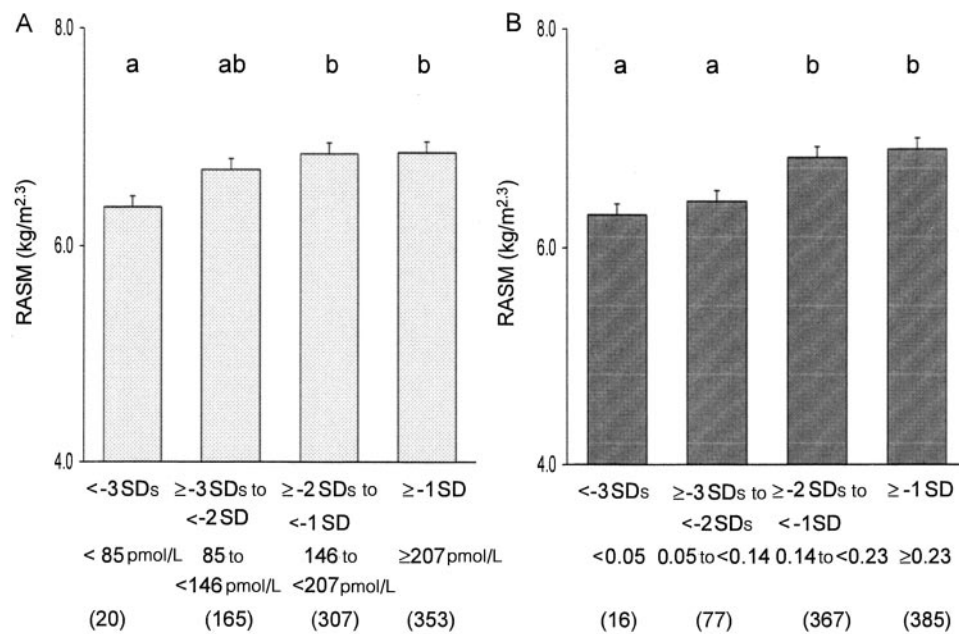 A
8.0
a ab b b
RASM (kg/m2.3)
6.0
4.0
<-3 SDs ≥-3 SDs to ≥-2 SDs to ≥-1 SD
<-2 SD <-1 SD
< 85 pmol/L 85 to 146 to ≥207 pmol/L
<146 pmol/L <207 pmol/L
(20) (165) (307) (353)
B
8.0
a a b b
RASM (kg/m2.3)
6.0
4.0
<-3 SDs ≥-3 SDs to ≥-2 SDs to ≥-1 SD
<-2 SDs <-1 SD
<0.05 0.05 to <0.14 0.14 to <0.23 ≥0.23
(16) (77) (367) (385)